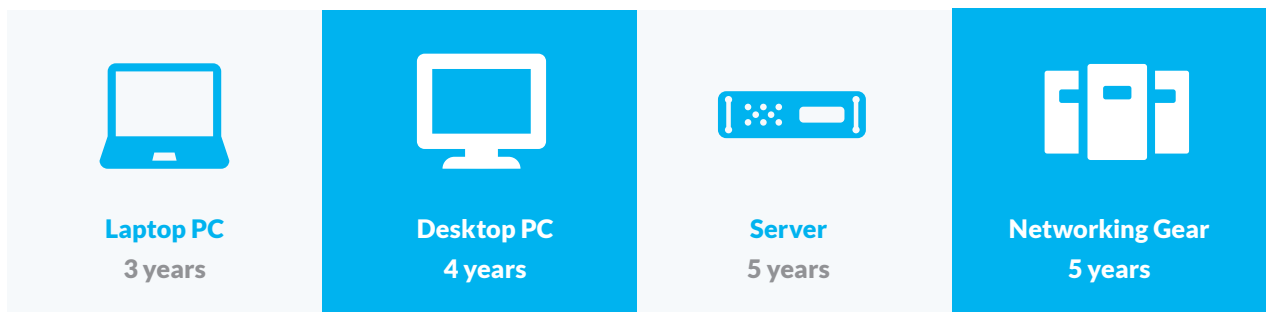 Laptop PC
3 years
Desktop PC
4 years
Server
5 years
Networking Gear
5 years